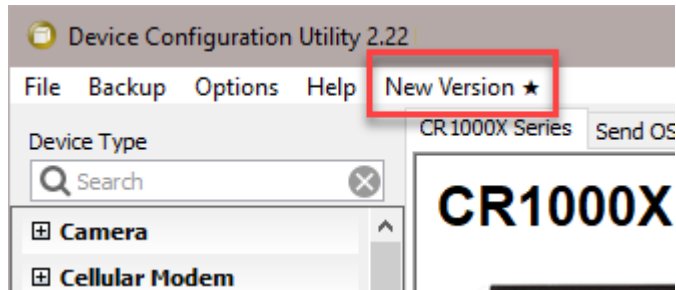 Device Configuration Utility 2.22
File Backup Options Help New Version ★
CR1000X Series Send OS
Device Type
Search
CR1000X
Camera
Cellular Modem